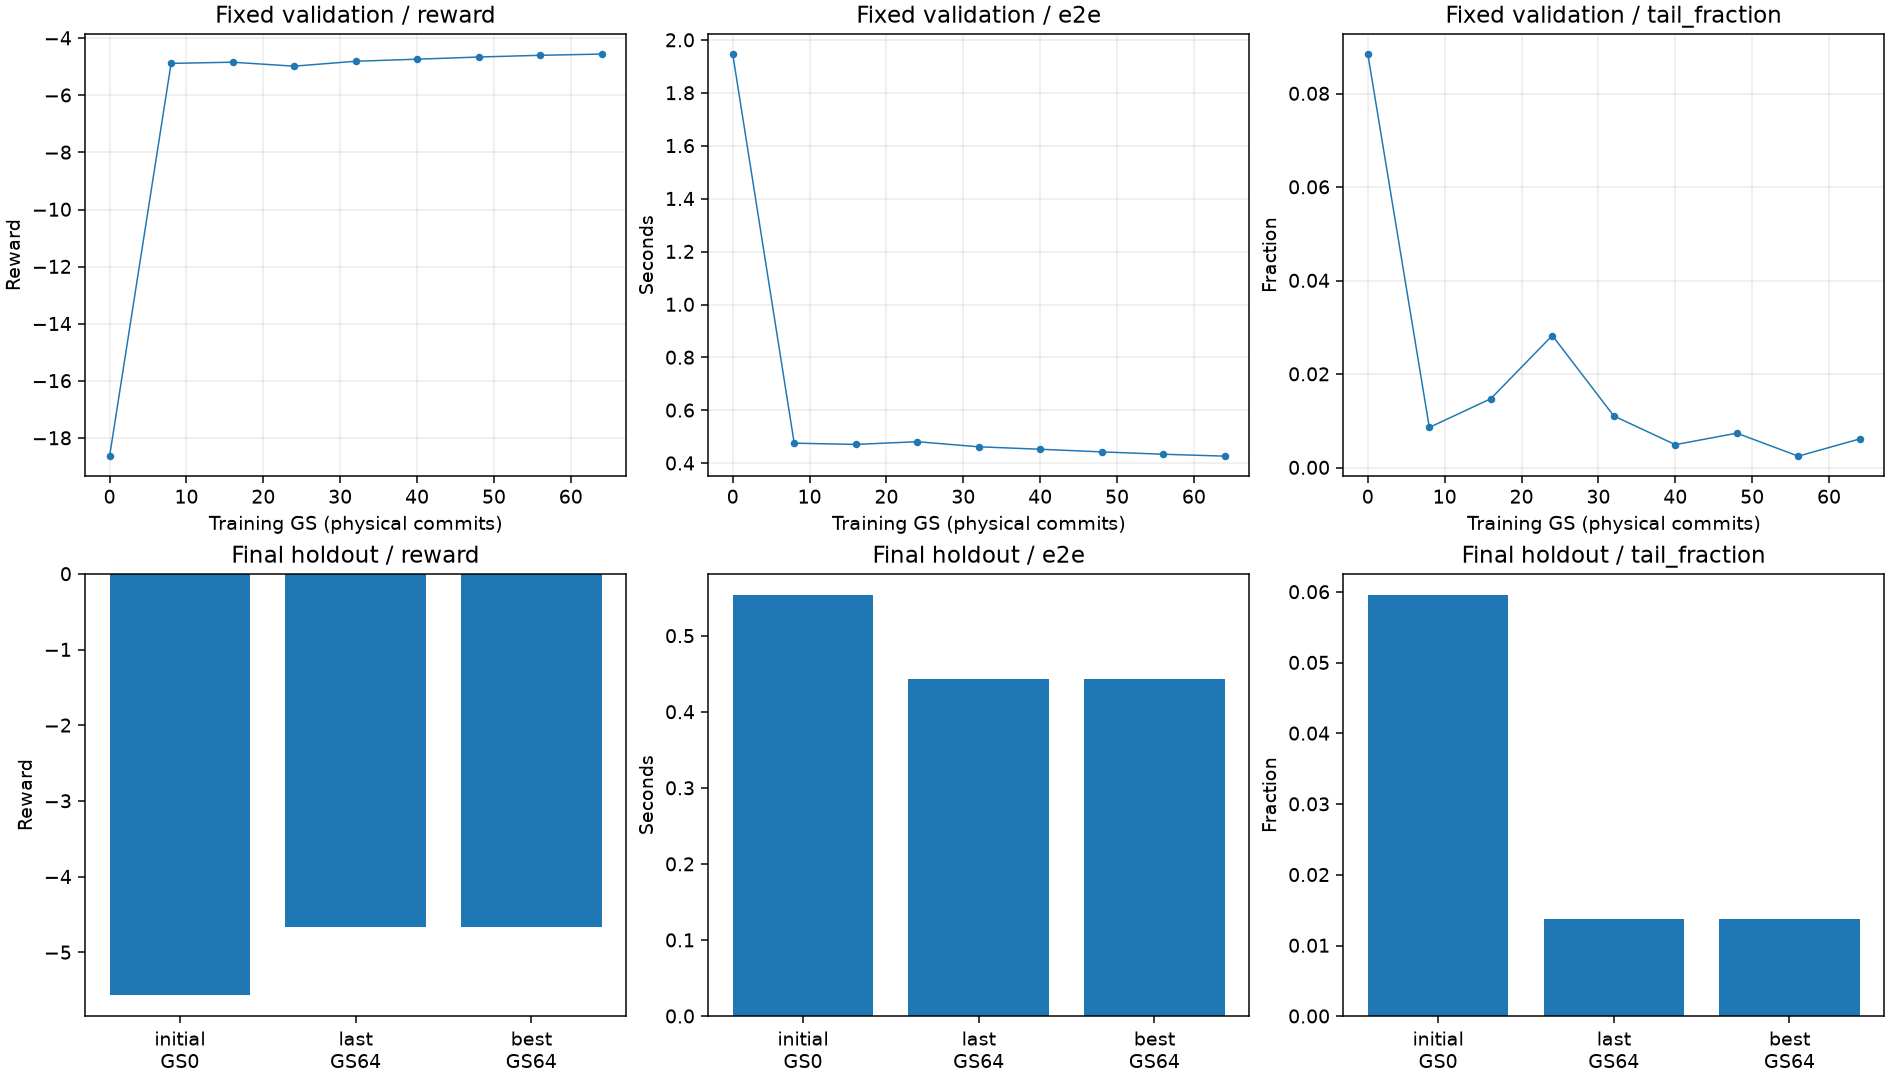 Fixed validation / reward
−4
−6
−8
−10
−12
−14
−16
−18
Reward
0 10 20 30 40 50 60
Training GS (physical commits)
Fixed validation / e2e
2.0
1.8
1.6
1.4
1.2
1.0
0.8
0.6
0.4
Seconds
0 10 20 30 40 50 60
Training GS (physical commits)
Fixed validation / tail_fraction
0.08
0.06
0.04
0.02
0.00
Fraction
0 10 20 30 40 50 60
Training GS (physical commits)
Final holdout / reward
0
−1
−2
−3
−4
−5
Reward
initial last best
GS0 GS64 GS64
Final holdout / e2e
0.5
0.4
0.3
0.2
0.1
0.0
Seconds
initial last best
GS0 GS64 GS64
Final holdout / tail_fraction
0.06
0.05
0.04
0.03
0.02
0.01
0.00
Fraction
initial last best
GS0 GS64 GS64